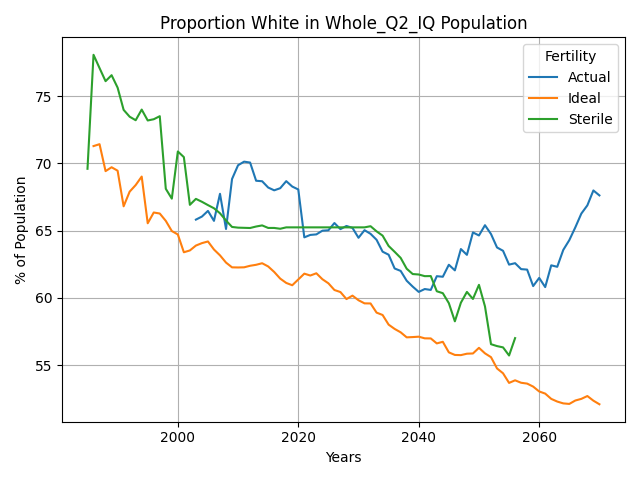 Proportion White in Whole_Q2_IQ Population
Fertility
Actual
Ideal
Sterile
% of Population
75
70
65
60
55
2000
2020
2040
2060
Years